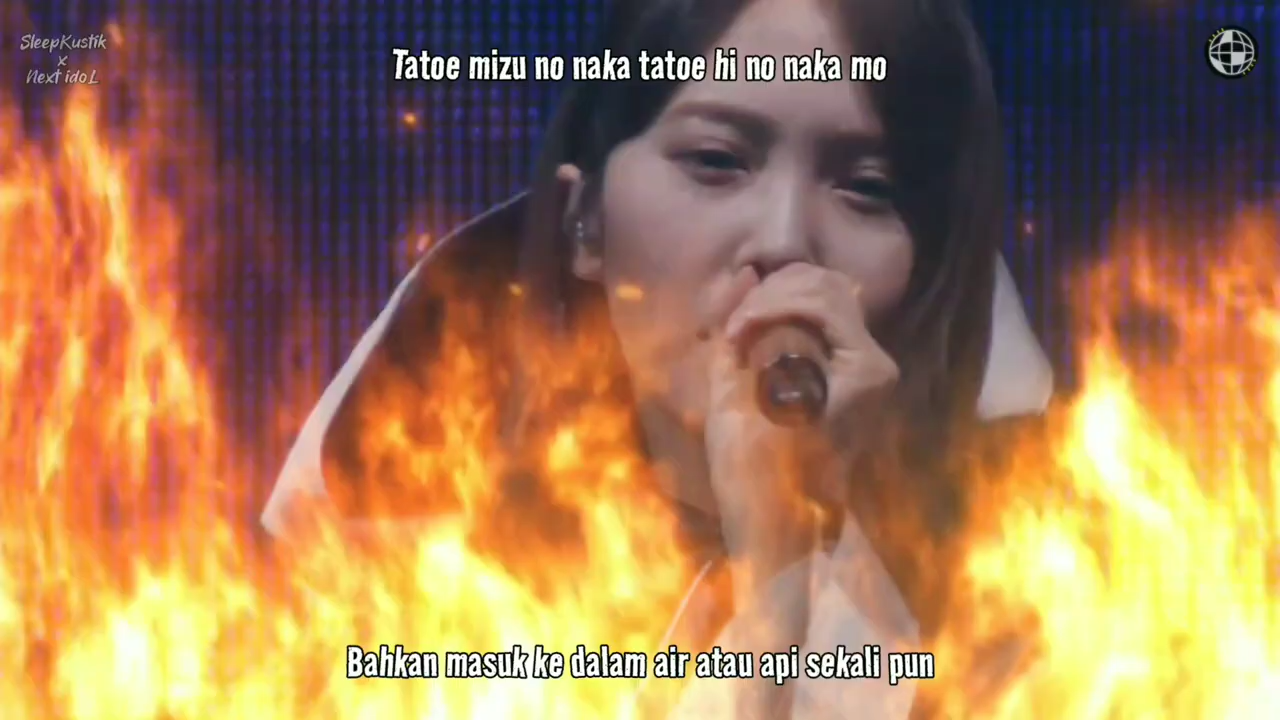 SleepKustik
x
Next idoL
Tatoe mizu no naka tatoe hi no naka mo
Bahkan masuk ke dalam air atau api sekali pun